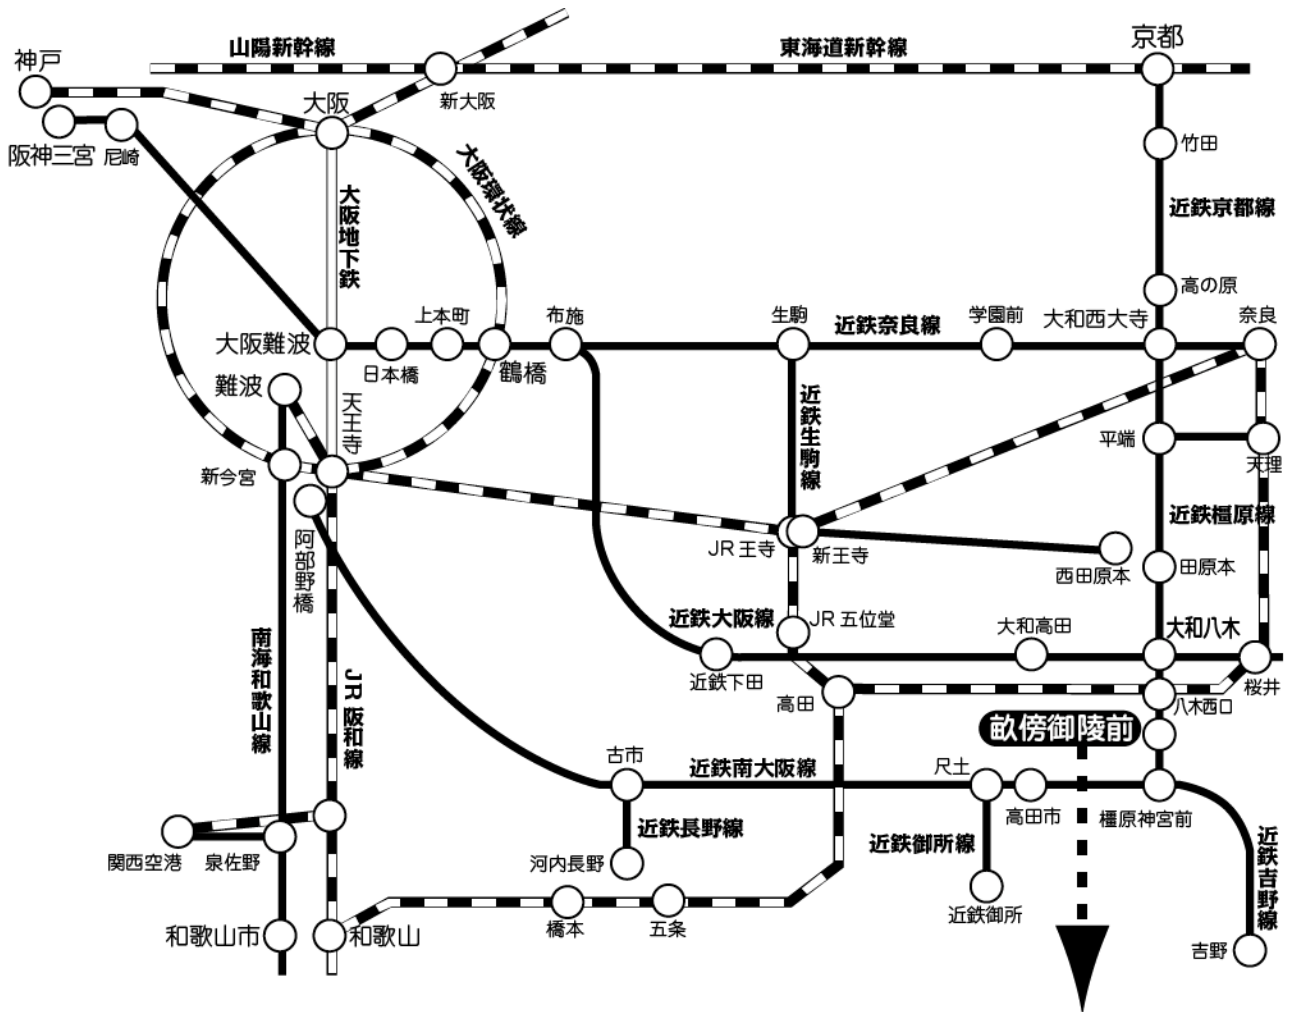 山陽新幹線
東海道新幹線
京都
神戸
新大阪
大阪
阪神三宮
尼崎
大阪環状線
竹田
大阪地下鉄
近鉄京都線
高の原
上本町
布施
生駒
近鉄奈良線
学園前
大和西大寺
奈良
大阪難波
日本橋
鶴橋
難波
天王寺
近鉄生駒線
平端
天理
新今宮
近鉄橿原線
阿部野橋
JR王寺
新王寺
西田原本
田原本
近鉄大阪線
JR五位堂
大和高田
大和八木
南海和歌山線
JR阪和線
近鉄下田
高田
桜井
八木西口
畝傍御陵前
古市
近鉄南大阪線
尺土
高田市
橿原神宮前
近鉄長野線
近鉄御所線
近鉄吉野線
関西空港
泉佐野
河内長野
近鉄御所
和歌山市
和歌山
橋本
五条
吉野